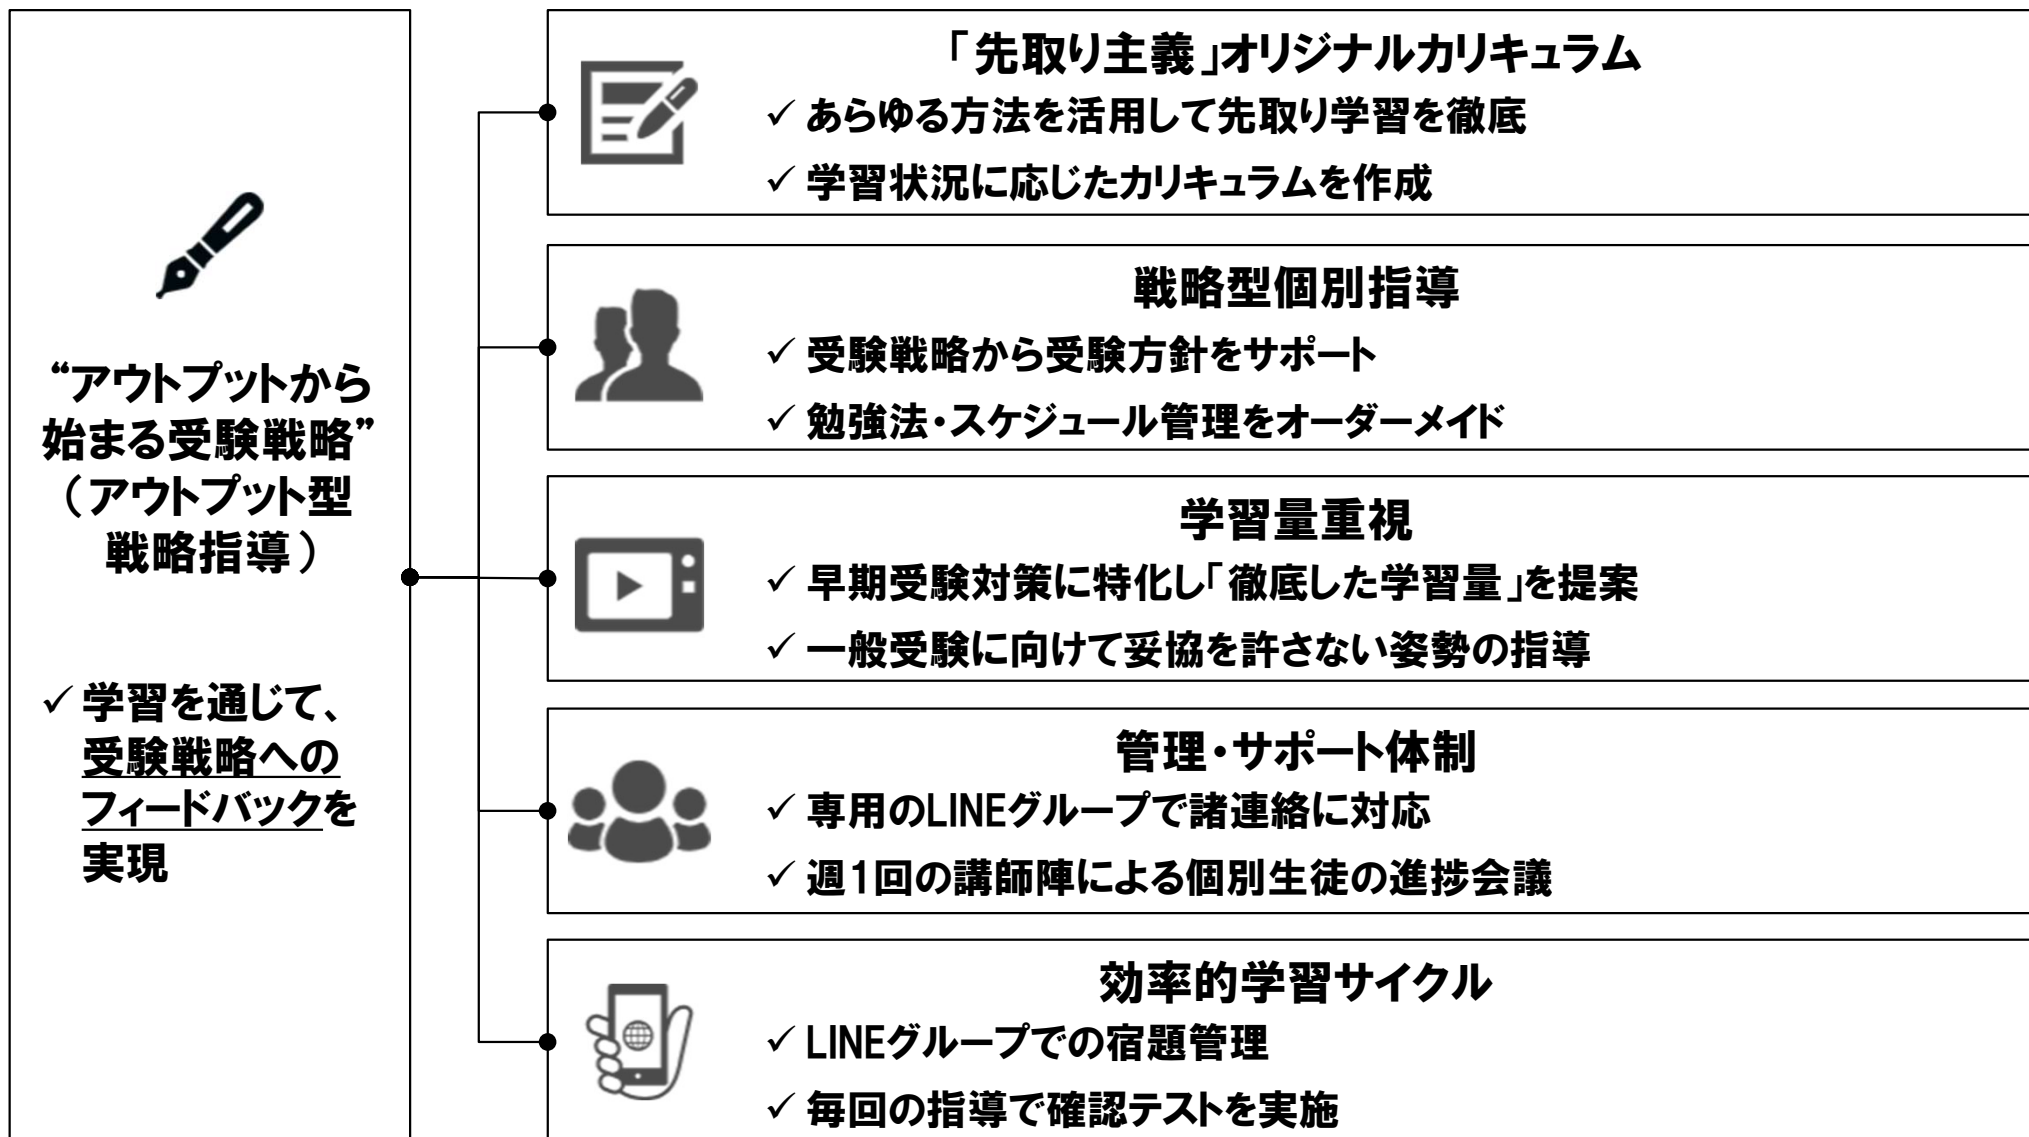 “アウトプットから
始まる受験戦略”
（アウトプット型
戦略指導）
✓ 学習を通じて、
受験戦略への
フィードバックを
実現
「先取り主義」オリジナルカリキュラム
✓ あらゆる方法を活用して先取り学習を徹底
✓ 学習状況に応じたカリキュラムを作成
戦略型個別指導
✓ 受験戦略から受験方針をサポート
✓ 勉強法・スケジュール管理をオーダーメイド
学習量重視
✓ 早期受験対策に特化し「徹底した学習量」を提案
✓ 一般受験に向けて妥協を許さない姿勢の指導
管理・サポート体制
✓ 専用のLINEグループで諸連絡に対応
✓ 週1回の講師陣による個別生徒の進捗会議
効率的学習サイクル
✓ LINEグループでの宿題管理
✓ 毎回の指導で確認テストを実施